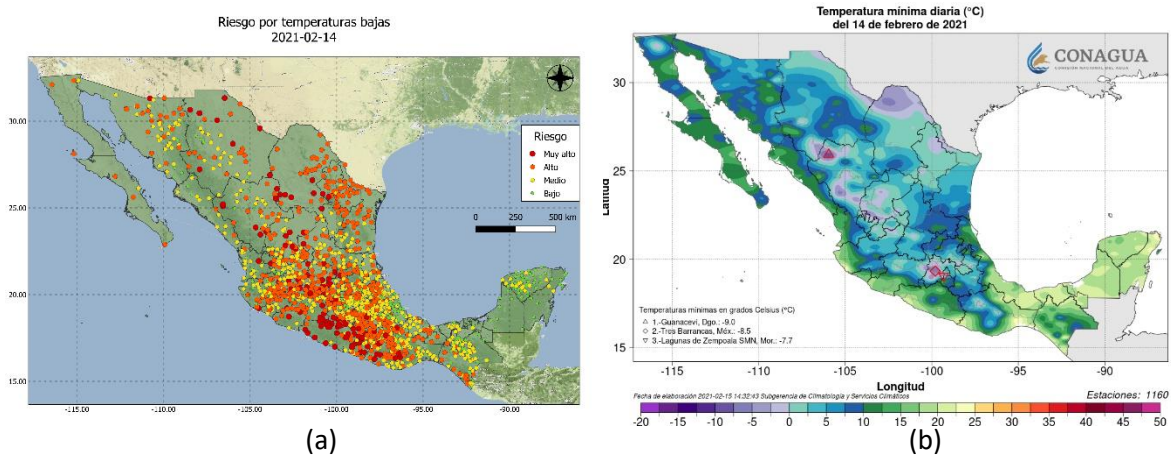 Riesgo por temperaturas bajas
2021-02-14
30.00
25.00
20.00
15.00
-115.00
-110.00
-105.00
-100.00
-95.00
-90.00
Riesgo
Muy alto
Alto
Medio
Bajo
0 250 500 km
(a)
Temperatura mínima diaria (°C)
del 14 de febrero de 2021
CONAGUA
COMISIÓN NACIONAL DEL AGUA
Latitud
30
25
20
15
Temperaturas mínimas en grados Celsius (°C)
1.-Guanacevi, Dgo.: -9.0
2.-Tres Barrancas, Méx.: -8.5
3.-Lagunas de Zempoala SMN, Mor.: -7.7
-115 -110 -105 -100 -95 -90
Longitud
Fecha de elaboración 2021-02-15 14:32:43 Subgerencia de Climatología y Servicios Climáticos
Estaciones: 1160
-20 -15 -10 -5 0 5 10 15 20 25 30 35 40 45 50
(b)